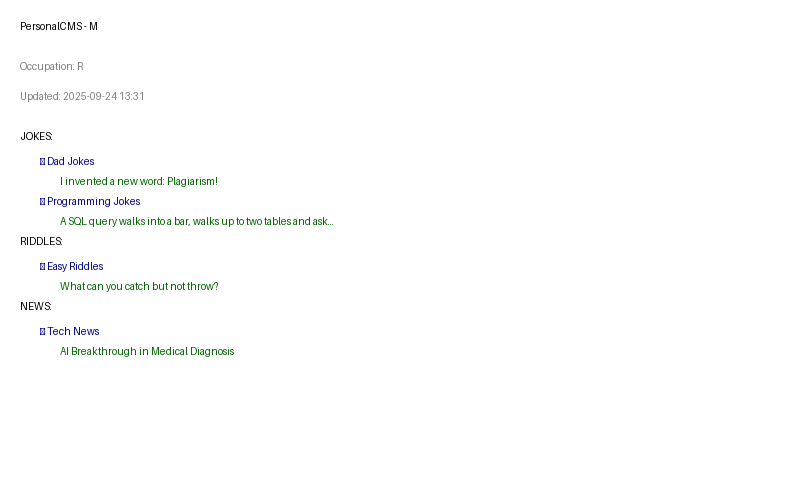 PersonalCMS - M
Occupation: R
Updated: 2025-09-24 13:31
JOKES:
Dad Jokes
I invented a new word: Plagiarism!
Programming Jokes
A SQL query walks into a bar, walks up to two tables and ask...
RIDDLES:
Easy Riddles
What can you catch but not throw?
NEWS:
Tech News
AI Breakthrough in Medical Diagnosis